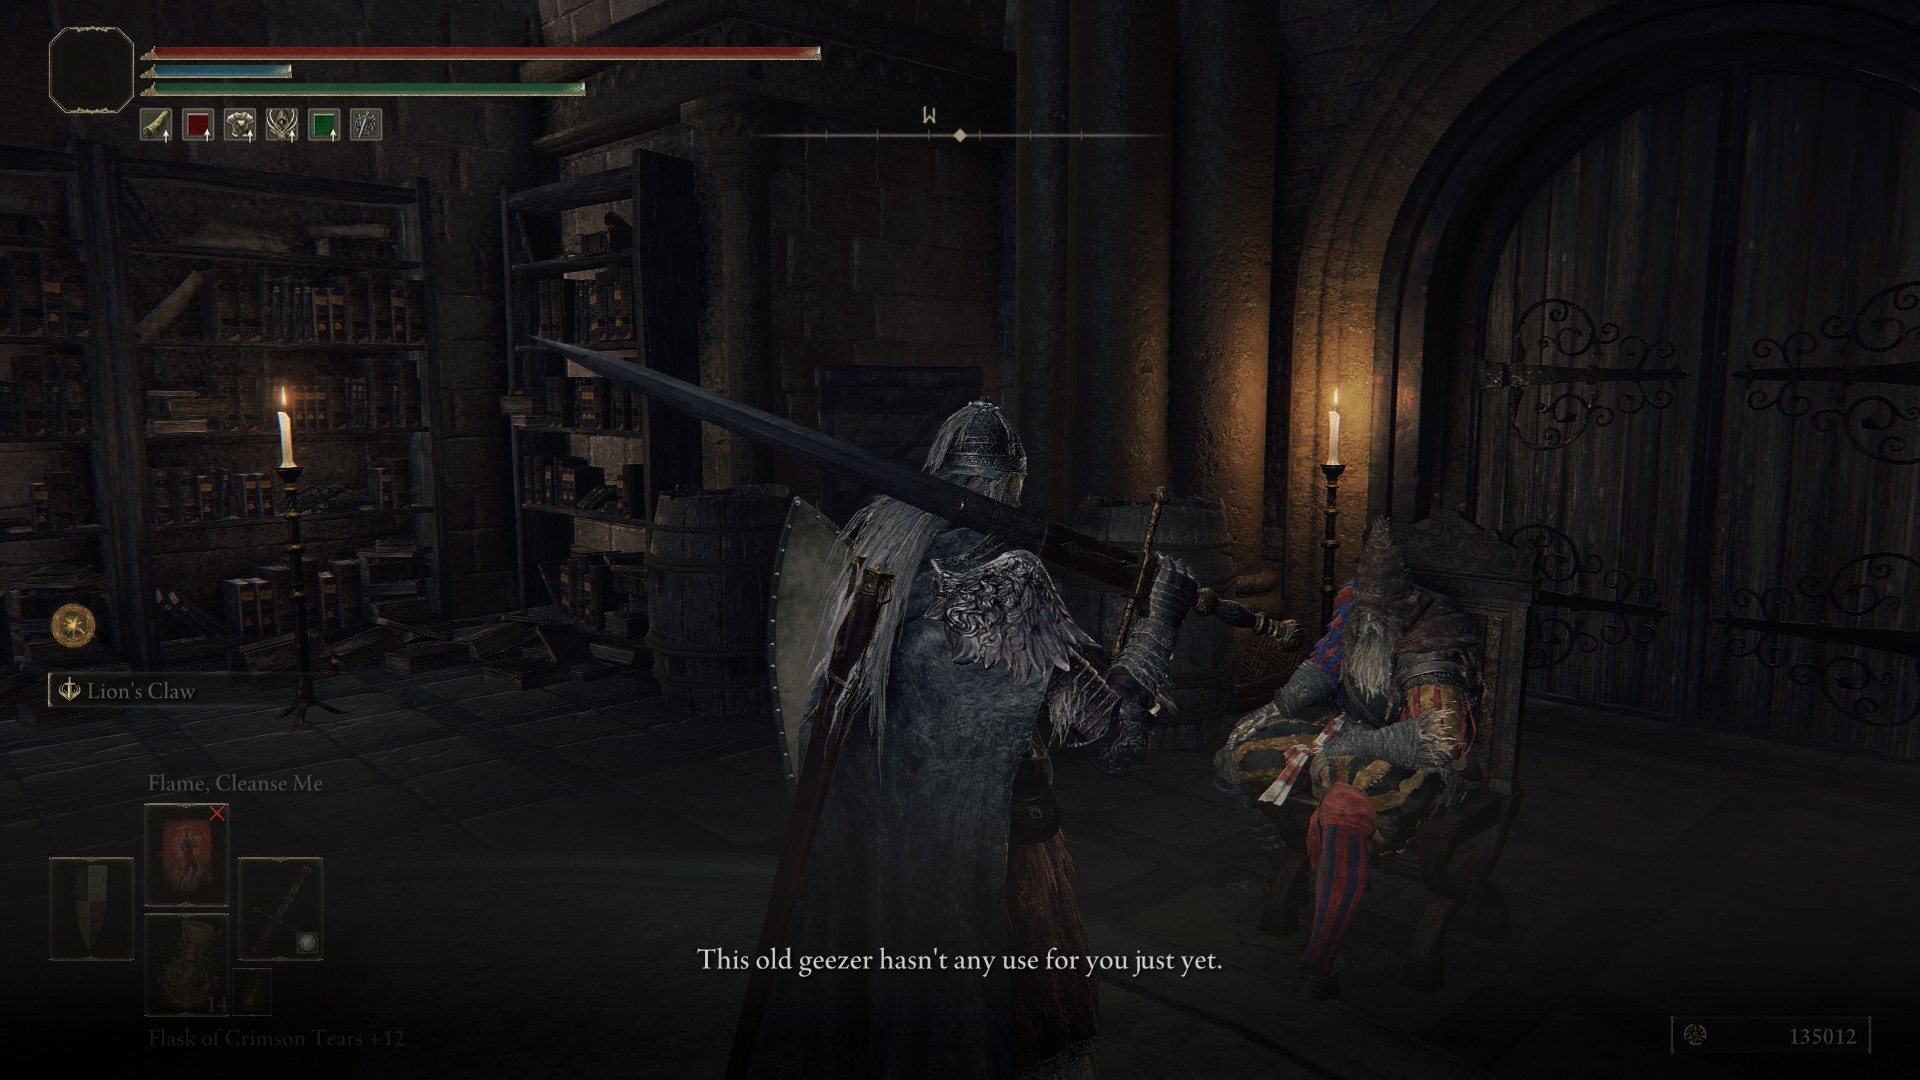 W
Lion's Claw
Flame, Cleanse Me
This old geezer hasn't any use for you just yet.
14
Flask of Crimson Tears +12
135012